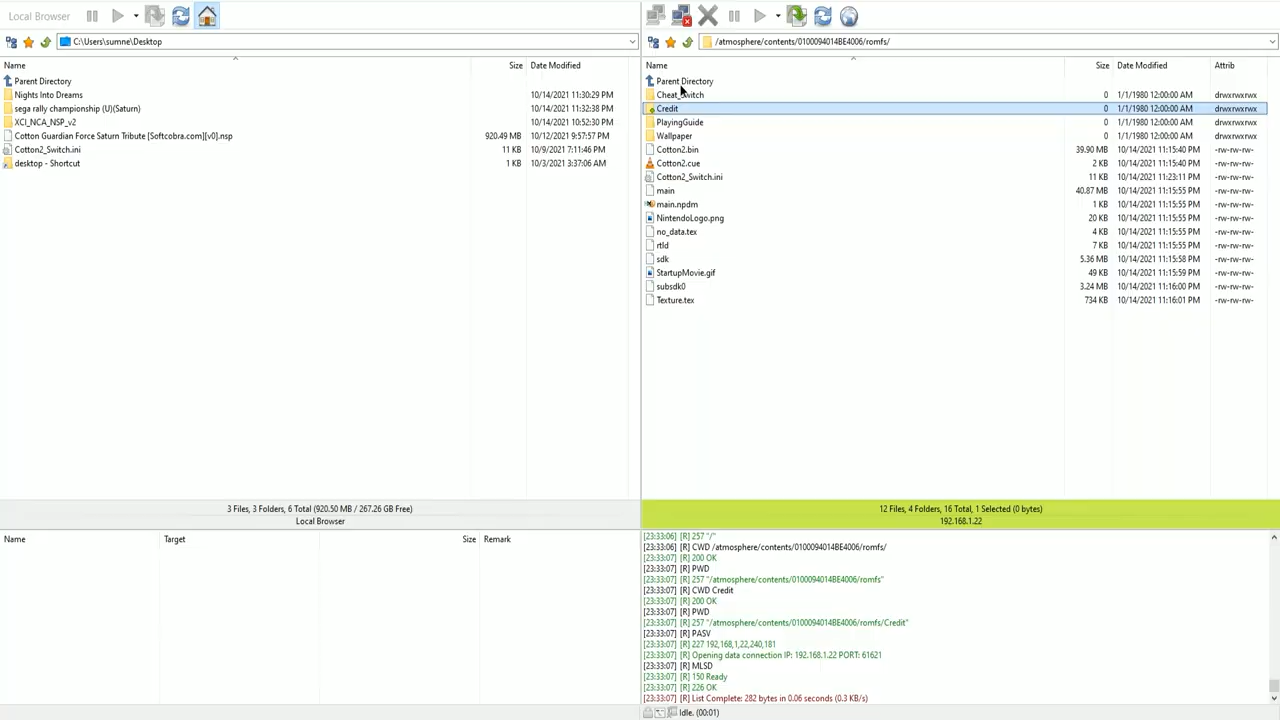 Local Browser
C:\Users\sumne\Desktop
/atmosphere/contents/0100094014BE4006/romfs/
Name Size Date Modified
Parent Directory
Nights Into Dreams 10/14/2021 11:30:29 PM
sega rally championship (U)(Saturn) 10/14/2021 11:32:38 PM
XCI_NCA_NSP_v2 10/14/2021 10:52:30 PM
Cotton Guardian Force Saturn Tribute [Softcobra.com][v0].nsp 920.49 MB 10/12/2021 9:57:57 PM
Cotton2_Switch.ini 11 KB 10/9/2021 7:11:46 PM
desktop - Shortcut 1 KB 10/3/2021 3:37:06 AM
3 Files, 3 Folders, 6 Total (920.50 MB / 267.26 GB Free)
Local Browser
Name Target Size Remark
Name Size Date Modified Attrib
Parent Directory
Cheat_Switch 0 1/1/1980 12:00:00 AM drwxrwxrwx
Credit 0 1/1/1980 12:00:00 AM drwxrwxrwx
PlayingGuide 0 1/1/1980 12:00:00 AM drwxrwxrwx
Wallpaper 0 1/1/1980 12:00:00 AM drwxrwxrwx
Cotton2.bin 39.90 MB 10/14/2021 11:15:40 PM -rw-rw-rw-
Cotton2.cue 2 KB 10/14/2021 11:15:40 PM -rw-rw-rw-
Cotton2_Switch.ini 11 KB 10/14/2021 11:23:11 PM -rw-rw-rw-
main 40.87 MB 10/14/2021 11:15:55 PM -rw-rw-rw-
main.npdm 1 KB 10/14/2021 11:15:55 PM -rw-rw-rw-
NintendoLogo.png 20 KB 10/14/2021 11:15:55 PM -rw-rw-rw-
no_data.tex 4 KB 10/14/2021 11:15:55 PM -rw-rw-rw-
rtld 7 KB 10/14/2021 11:15:55 PM -rw-rw-rw-
sdk 5.36 MB 10/14/2021 11:15:58 PM -rw-rw-rw-
StartupMovie.gif 49 KB 10/14/2021 11:15:59 PM -rw-rw-rw-
subsdk0 3.24 MB 10/14/2021 11:16:00 PM -rw-rw-rw-
Texture.tex 734 KB 10/14/2021 11:16:01 PM -rw-rw-rw-
12 Files, 4 Folders, 16 Total, 1 Selected (0 bytes)
192.168.1.22
[23:33:06] [R] 257 "/"
[23:33:06] [R] CWD /atmosphere/contents/0100094014BE4006/romfs/
[23:33:07] [R] 200 OK
[23:33:07] [R] PWD
[23:33:07] [R] 257 "/atmosphere/contents/0100094014BE4006/romfs"
[23:33:07] [R] CWD Credit
[23:33:07] [R] 200 OK
[23:33:07] [R] PWD
[23:33:07] [R] 257 "/atmosphere/contents/0100094014BE4006/romfs/Credit"
[23:33:07] [R] PASV
[23:33:07] [R] 227 192,168,1,22,240,181
[23:33:07] [R] Opening data connection IP: 192.168.1.22 PORT: 61621
[23:33:07] [R] MLSD
[23:33:07] [R] 150 Ready
[23:33:07] [R] 226 OK
[23:33:07] [R] List Complete: 282 bytes in 0.06 seconds (0.3 KB/s)
Idle. (00:01)